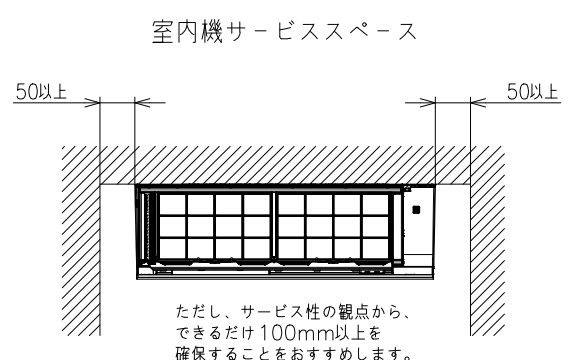 室内機サービススペース
50以上
50以上
ただし、サービス性の観点から、
できるだけ100mm以上を
確保することをおすすめします。